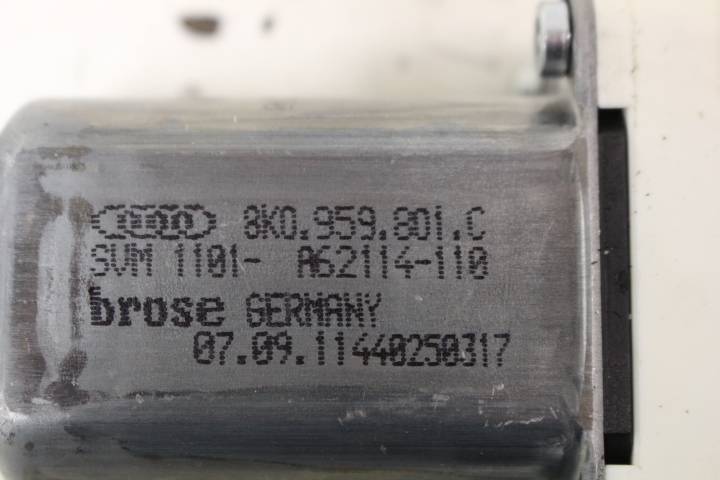 8K0.959.801.C
SVM 1101- A62114-110
brose GERMANY
07.09.11440250317